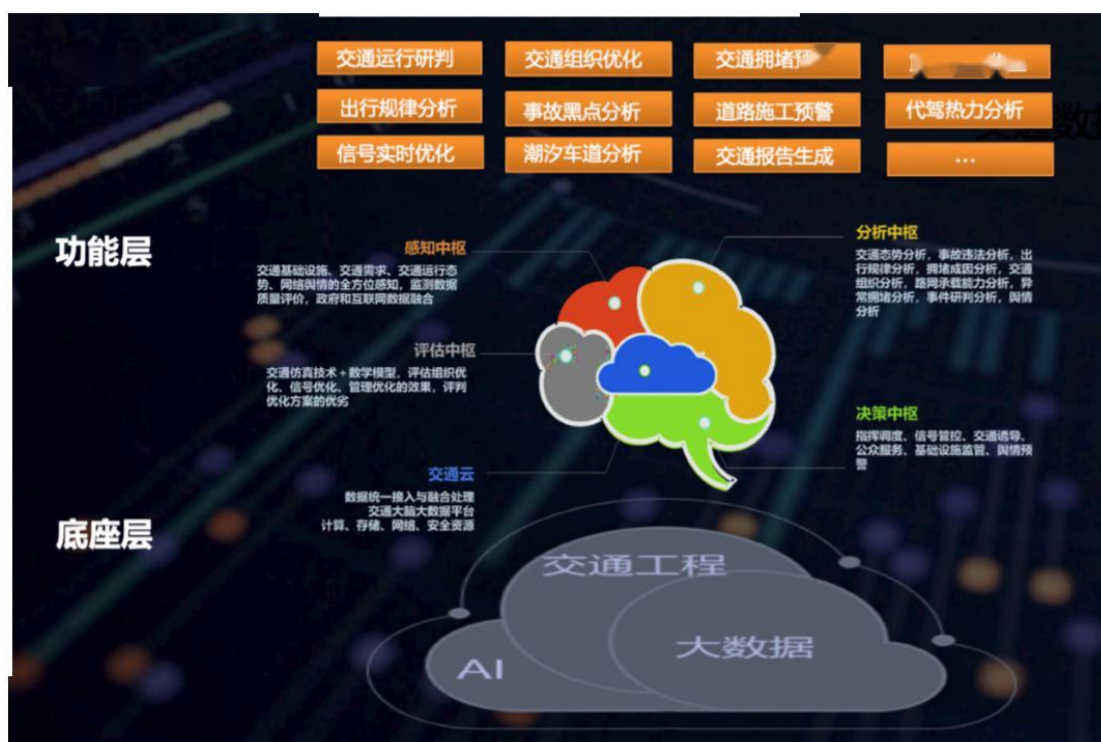 交通运行研判
交通组织优化
交通拥堵预
出行规律分析
事故黑点分析
道路施工预警
代驾热力分析
信号实时优化
潮汐车道分析
交通报告生成
...
功能层
感知中枢
交通基础设施、交通需求、交通运行态
势、网络舆情的全方位感知，监测数据
质量评价，政府和互联网数据融合
分析中枢
交通态势分析，事故违法分析，出
行规律分析，拥堵成因分析，交通
组织分析，路网承载能力分析，异
常拥堵分析，事件研判分析，舆情
分析
评估中枢
交通仿真技术+数学模型，评估组织优
化、信号优化、管理优化的效果，评判
优化方案的优劣
决策中枢
指挥调度、信号管控、交通诱导、
公众服务、基础设施监管、舆情预
警
交通云
数据统一接入与融合处理
交通大脑大数据平台
计算、存储、网络、安全资源
底座层
交通工程
大数据
AI